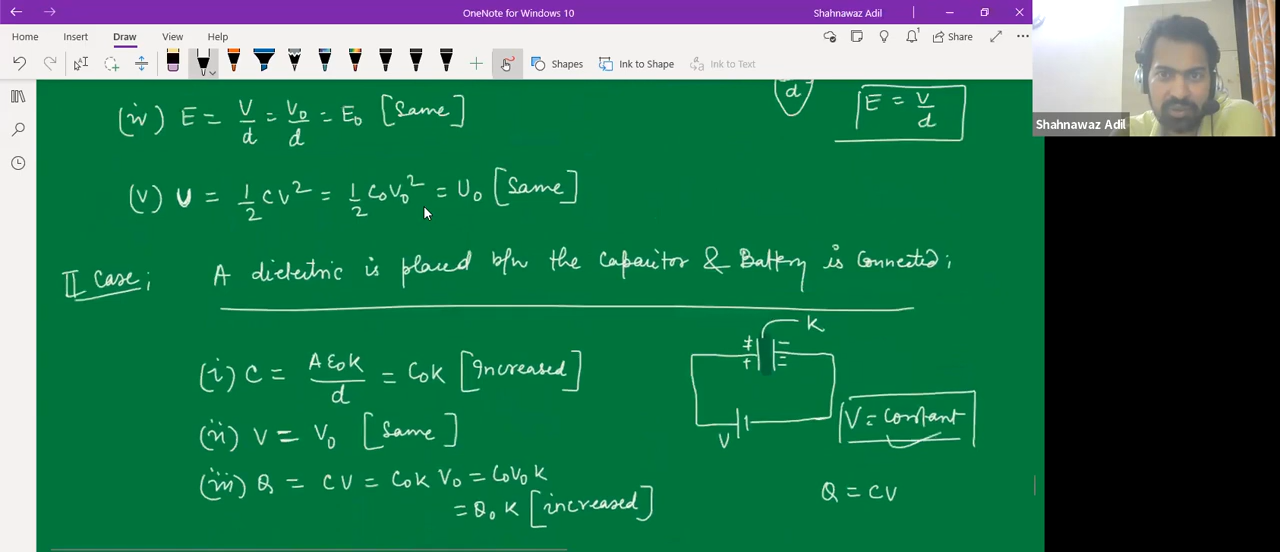 OneNote for Windows 10
Shahnawaz Adil
Home Insert Draw View Help Share
Shapes Ink to Shape Ink to Text
Shahnawaz Adil
(iv) E = V/d = V₀/d = E₀ [Same]
d
E = V/d
(V) U = 1/2 CV² = 1/2 C₀V₀² = U₀ [Same]
II Case; A dielectric is placed b/w the capacitor & Battery is connected;
K
+ + - - =
(i) C = Aε₀K/d = C₀K [increased]
V = constant
V
(ii) V = V₀ [Same]
(iii) Q = CV = C₀K V₀ = C₀V₀K
Q = CV
= Q₀ K [increased]